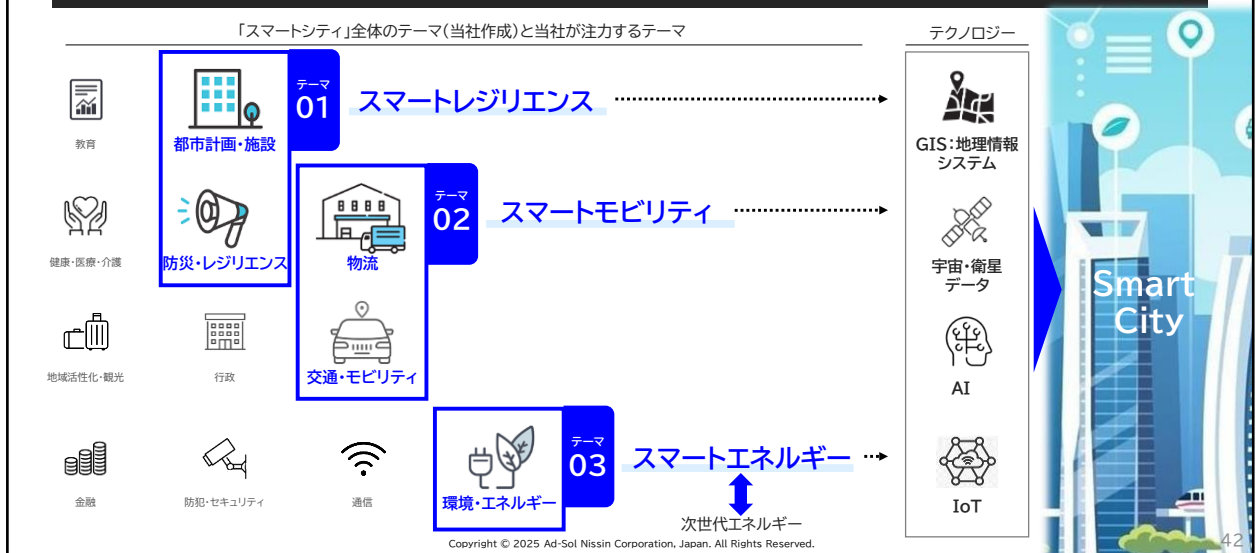 「スマートシティ」全体のテーマ(当社作成)と当社が注力するテーマ
テクノロジー
教育
都市計画・施設
テーマ
01
スマートレジリエンス
GIS:地理情報
システム
健康・医療・介護
防災・レジリエンス
物流
テーマ
02
スマートモビリティ
宇宙・衛星
データ
Smart
City
地域活性化・観光
行政
交通・モビリティ
AI
金融
防犯・セキュリティ
通信
環境・エネルギー
テーマ
03
スマートエネルギー
次世代エネルギー
IoT
Copyright © 2025 Ad-Sol Nissin Corporation, Japan. All Rights Reserved.
42